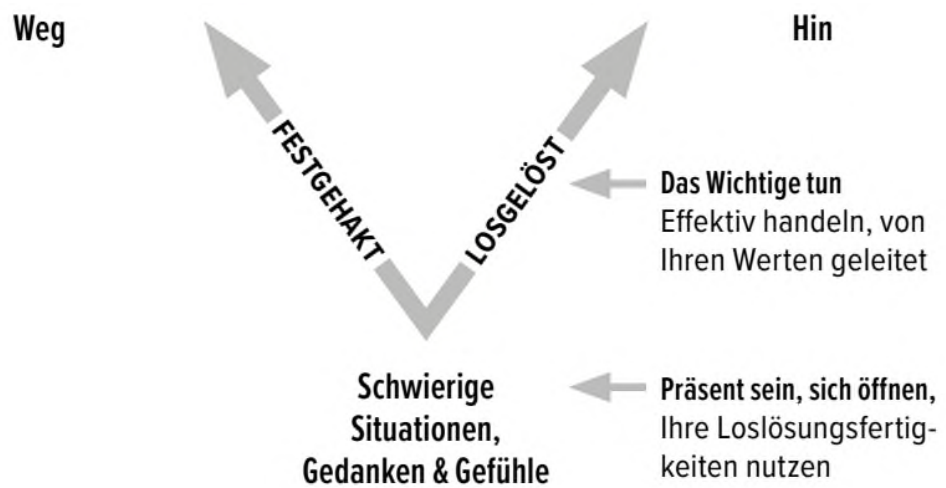 Weg
Hin
FESTGEHAKT
LOSGELÖST
Das Wichtige tun
Effektiv handeln, von
Ihren Werten geleitet
Schwierige
Situationen,
Gedanken & Gefühle
Präsent sein, sich öffnen,
Ihre Loslösungsfertig-
keiten nutzen